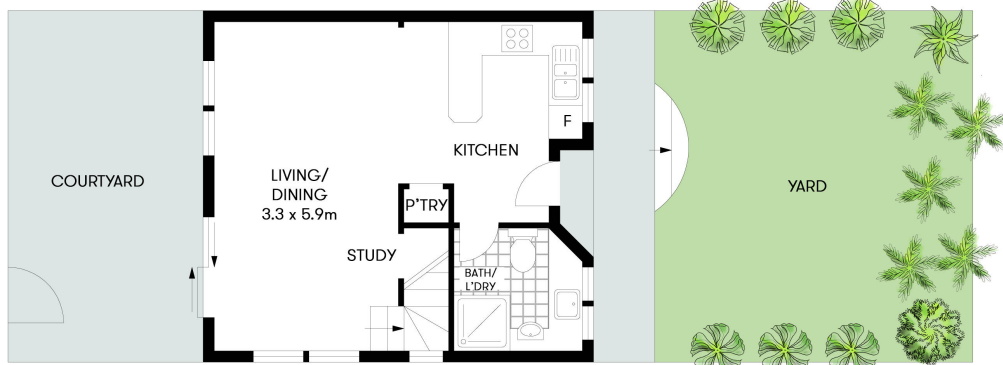 COURTYARD
LIVING/
DINING
3.3 x 5.9m
KITCHEN
F
P'TRY
STUDY
BATH/
L'DRY
YARD